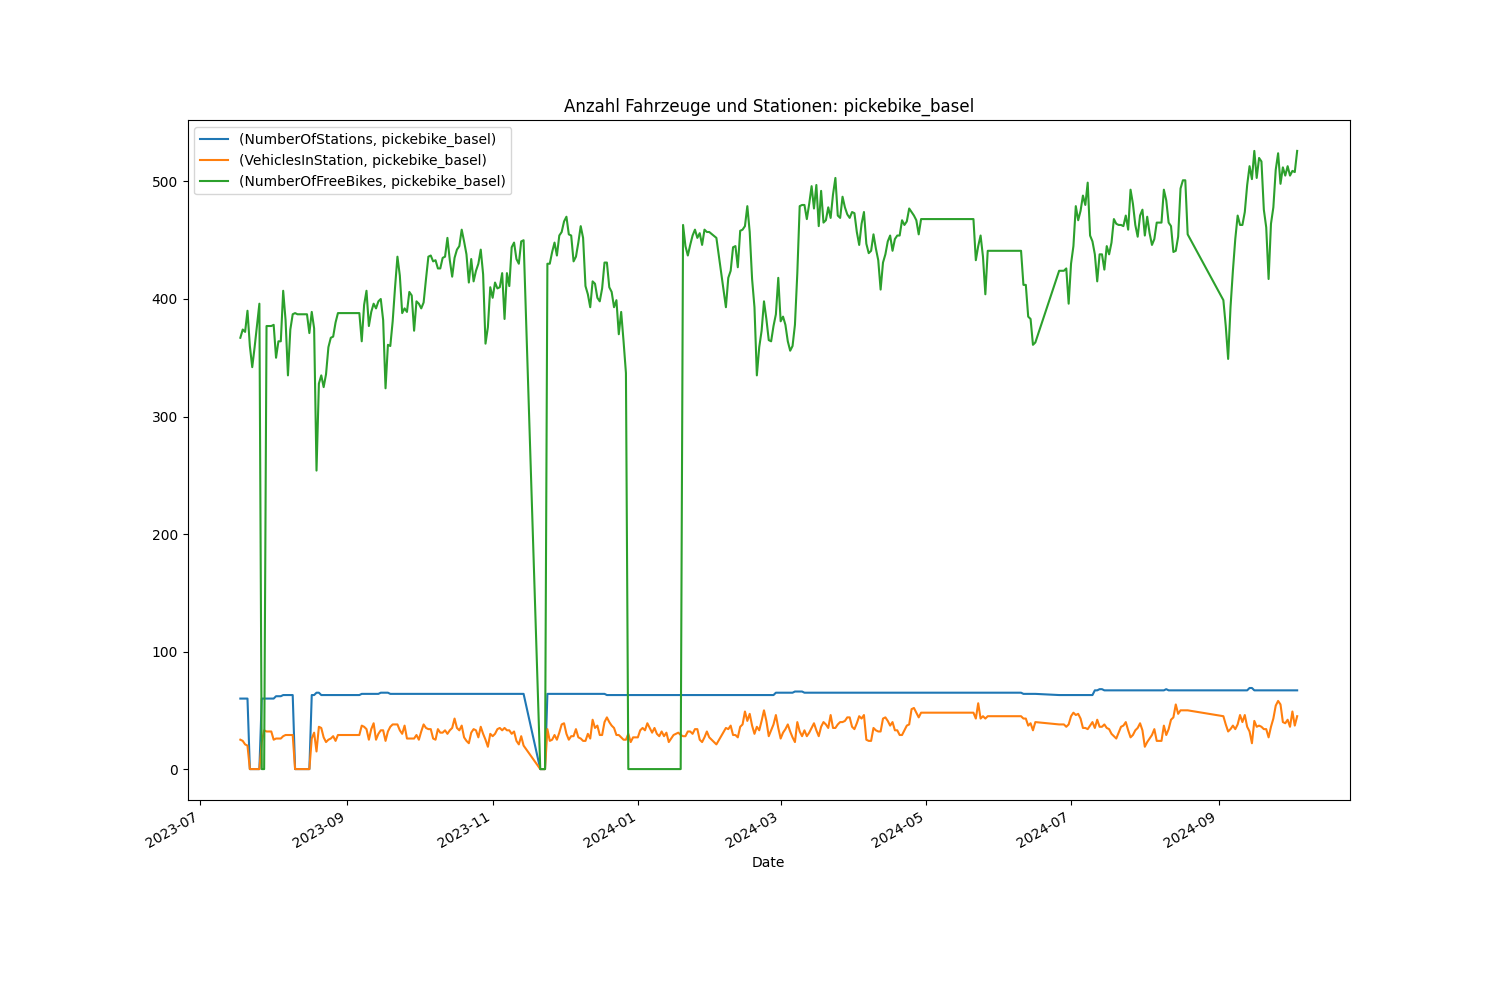 Anzahl Fahrzeuge und Stationen: pickebike_basel
(NumberOfStations, pickebike_basel)
(VehiclesInStation, pickebike_basel)
(NumberOfFreeBikes, pickebike_basel)
500
400
300
200
100
0
2023-07
2023-09
2023-11
2024-01
2024-03
2024-05
2024-07
2024-09
Date